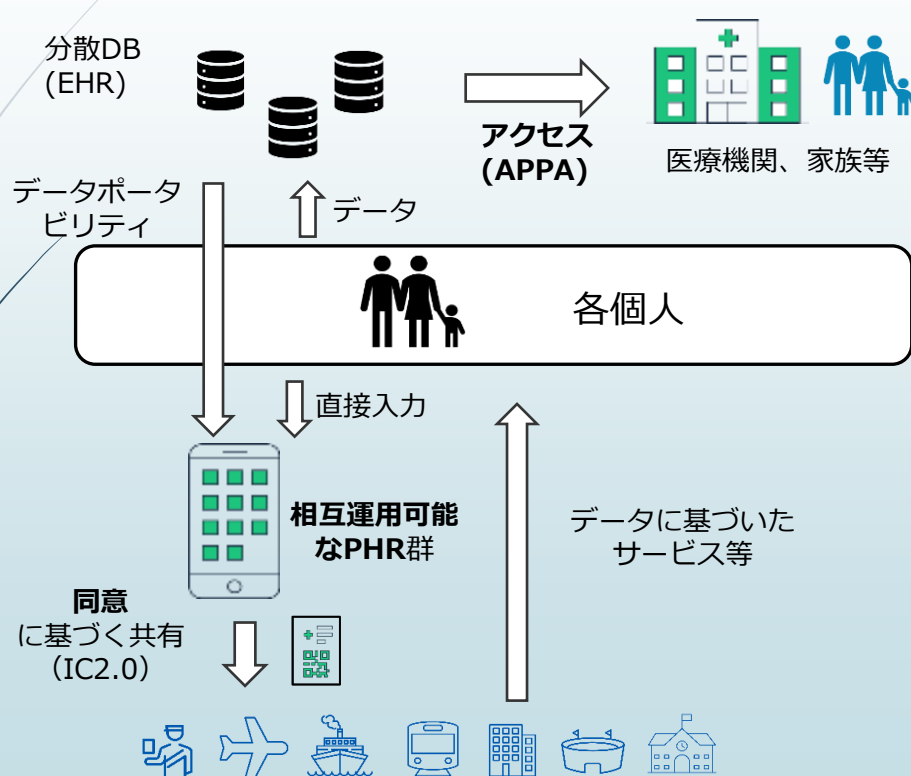 分散DB
(EHR)
アクセス
(APPA)
医療機関、家族等
データポータ
ビリティ
データ
各個人
直接入力
相互運用可能
なPHR群
データに基づいた
サービス等
同意
に基づく共有
（IC2.0）